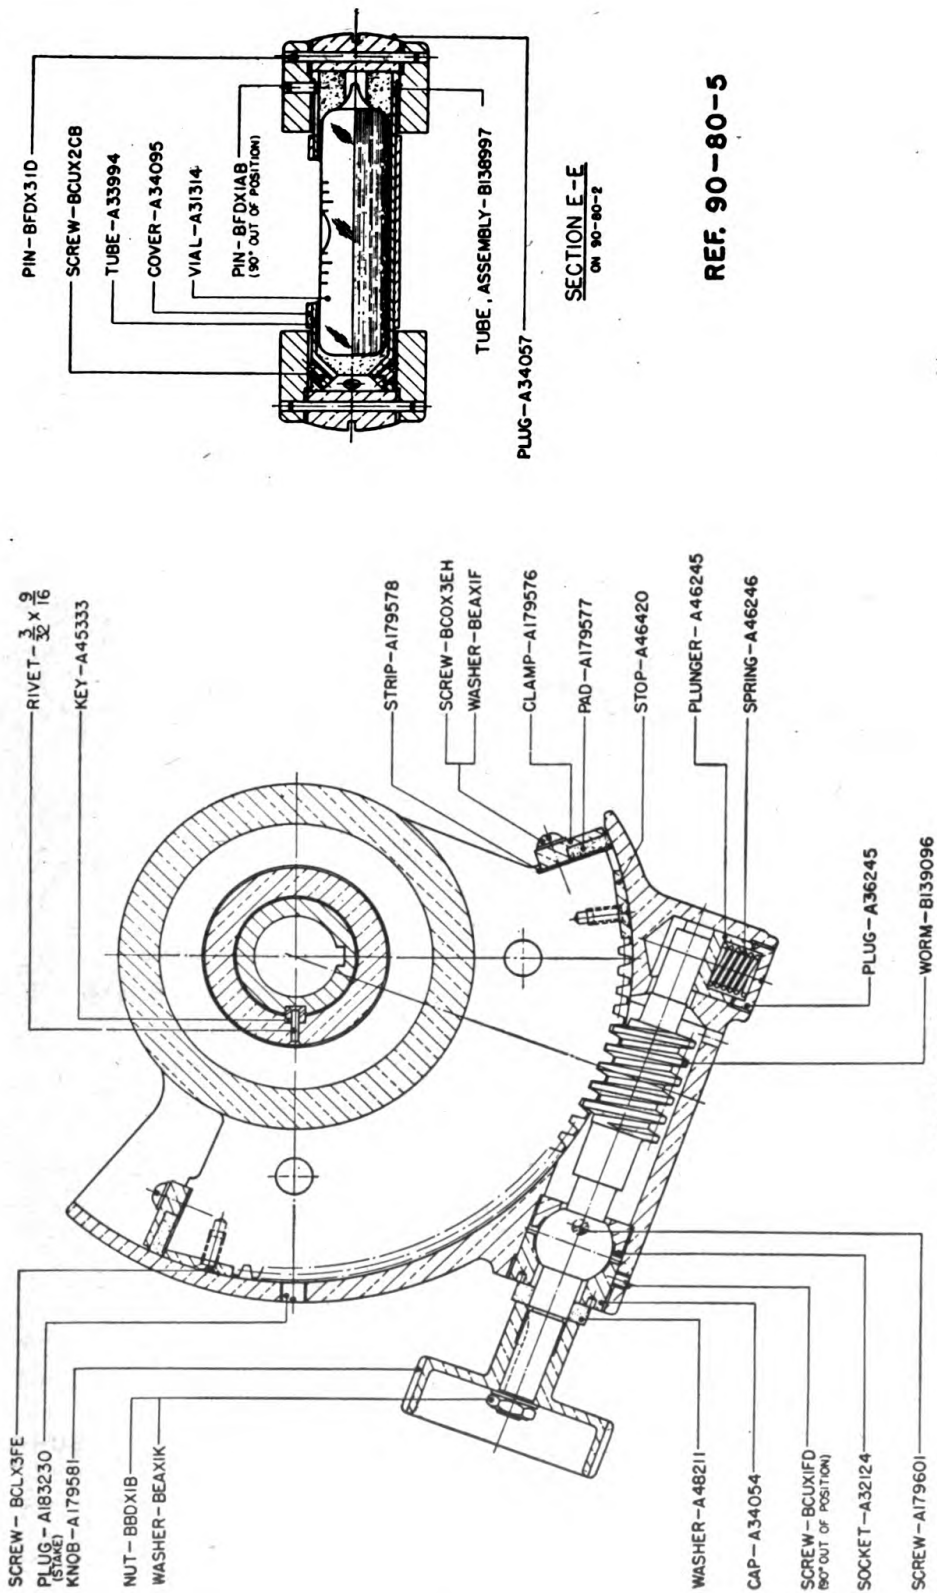 PIN-BFDX31D
SCREW-BCUX2CB
TUBE-A33994
COVER-A34095
VIAL-A31314
PIN-BFDX1AB
(90° OUT OF POSITION)
TUBE, ASSEMBLY-B138997
PLUG-A34057
SECTION E-E
ON 90-80-2
REF. 90-80-5
RIVET-3/32 X 9/16
KEY-A45333
STRIP-A179578
SCREW-BCOX3EH
WASHER-BEAX1F
CLAMP-A179576
PAD-A179577
STOP-A46420
PLUNGER-A46245
SPRING-A46246
PLUG-A36245
WORM-B139096
SCREW-BCLX3FE
PLUG-A183230
(STAKE)
KNOB-A179581
NUT-BBDX1B
WASHER-BEAX1K
WASHER-A48211
CAP-A34054
SCREW-BCUX1FD
90° OUT OF POSITION)
SOCKET-A32124
SCREW-A179601